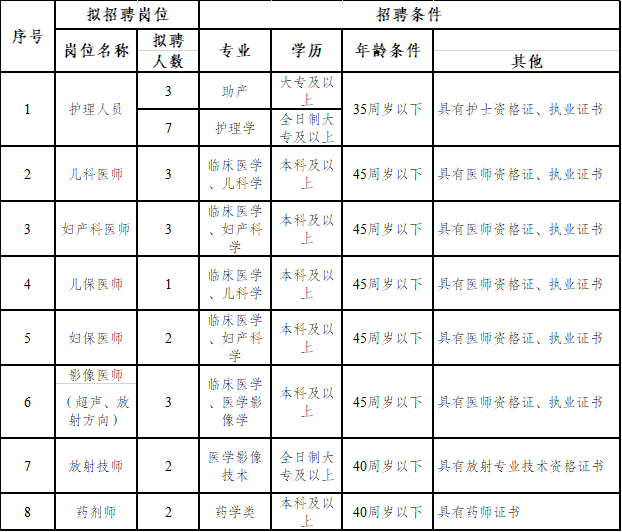 序号
拟招聘岗位
招聘条件
岗位名称
拟聘
人数
专业
学历
年龄条件
其他
1
护理人员
3
助产
大专及以
上
35周岁以下
具有护士资格证、执业证书
7
护理学
全日制大
专及以上
2
儿科医师
3
临床医学
、儿科学
本科及以
上
45周岁以下
具有医师资格证、执业证书
3
妇产科医师
3
临床医学
、妇产科
学
本科及以
上
45周岁以下
具有医师资格证、执业证书
4
儿保医师
1
临床医学
、儿科学
本科及以
上
45周岁以下
具有医师资格证、执业证书
5
妇保医师
2
临床医学
、妇产科
学
本科及以
上
45周岁以下
具有医师资格证、执业证书
6
影像医师
（超声、放
射方向）
3
临床医学
、医学影
像学
本科及以
上
45周岁以下
具有医师资格证、执业证书
7
放射技师
2
医学影像
技术
全日制大
专及以上
40周岁以下
具有放射专业技术资格证书
8
药剂师
2
药学类
本科及以
上
40周岁以下
具有药师证书